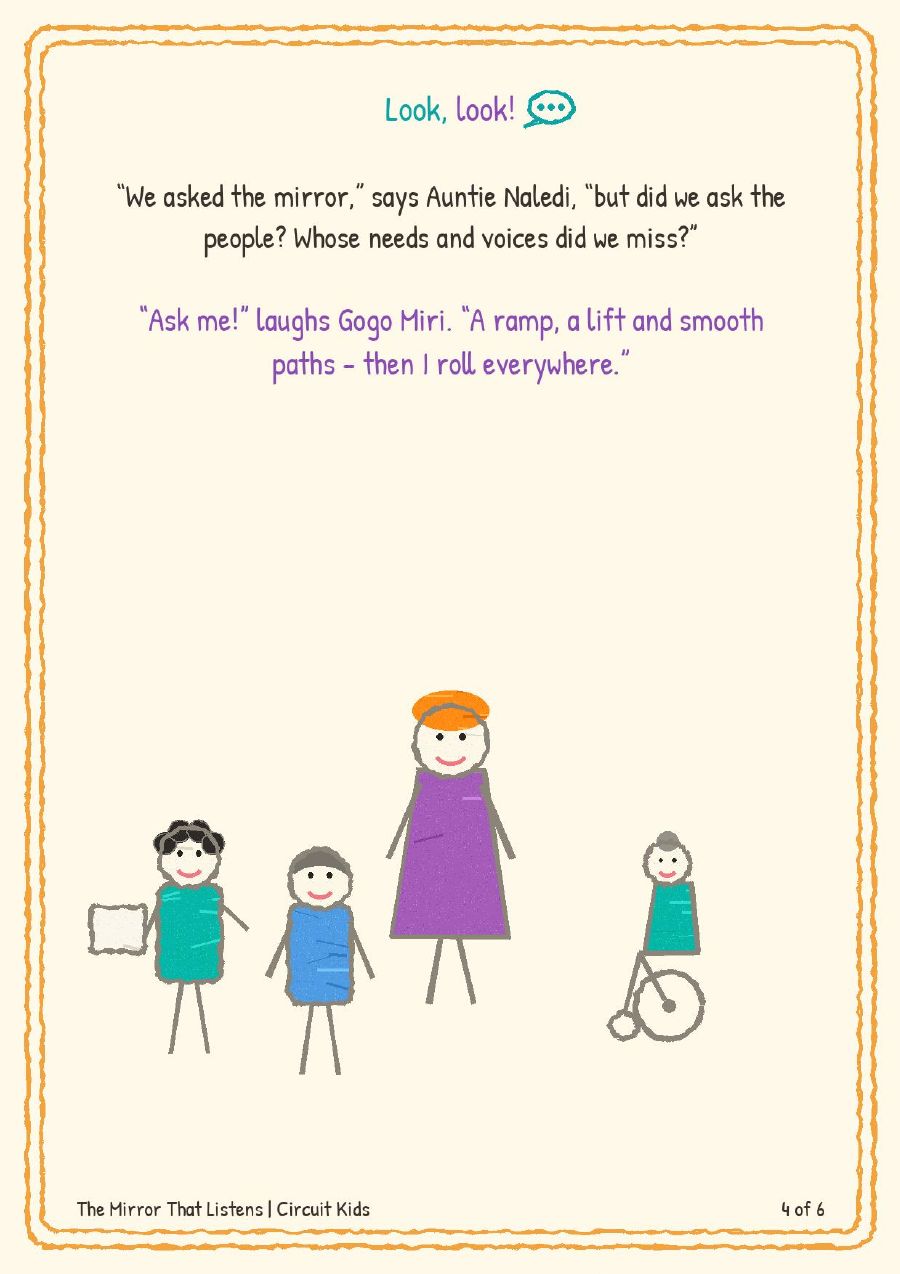 Look, look!
“We asked the mirror,” says Auntie Naledi, “but did we ask the
people? Whose needs and voices did we miss?”
“Ask me!” laughs Gogo Miri. “A ramp, a lift and smooth
paths – then I roll everywhere.”
The Mirror That Listens | Circuit Kids
4 of 6